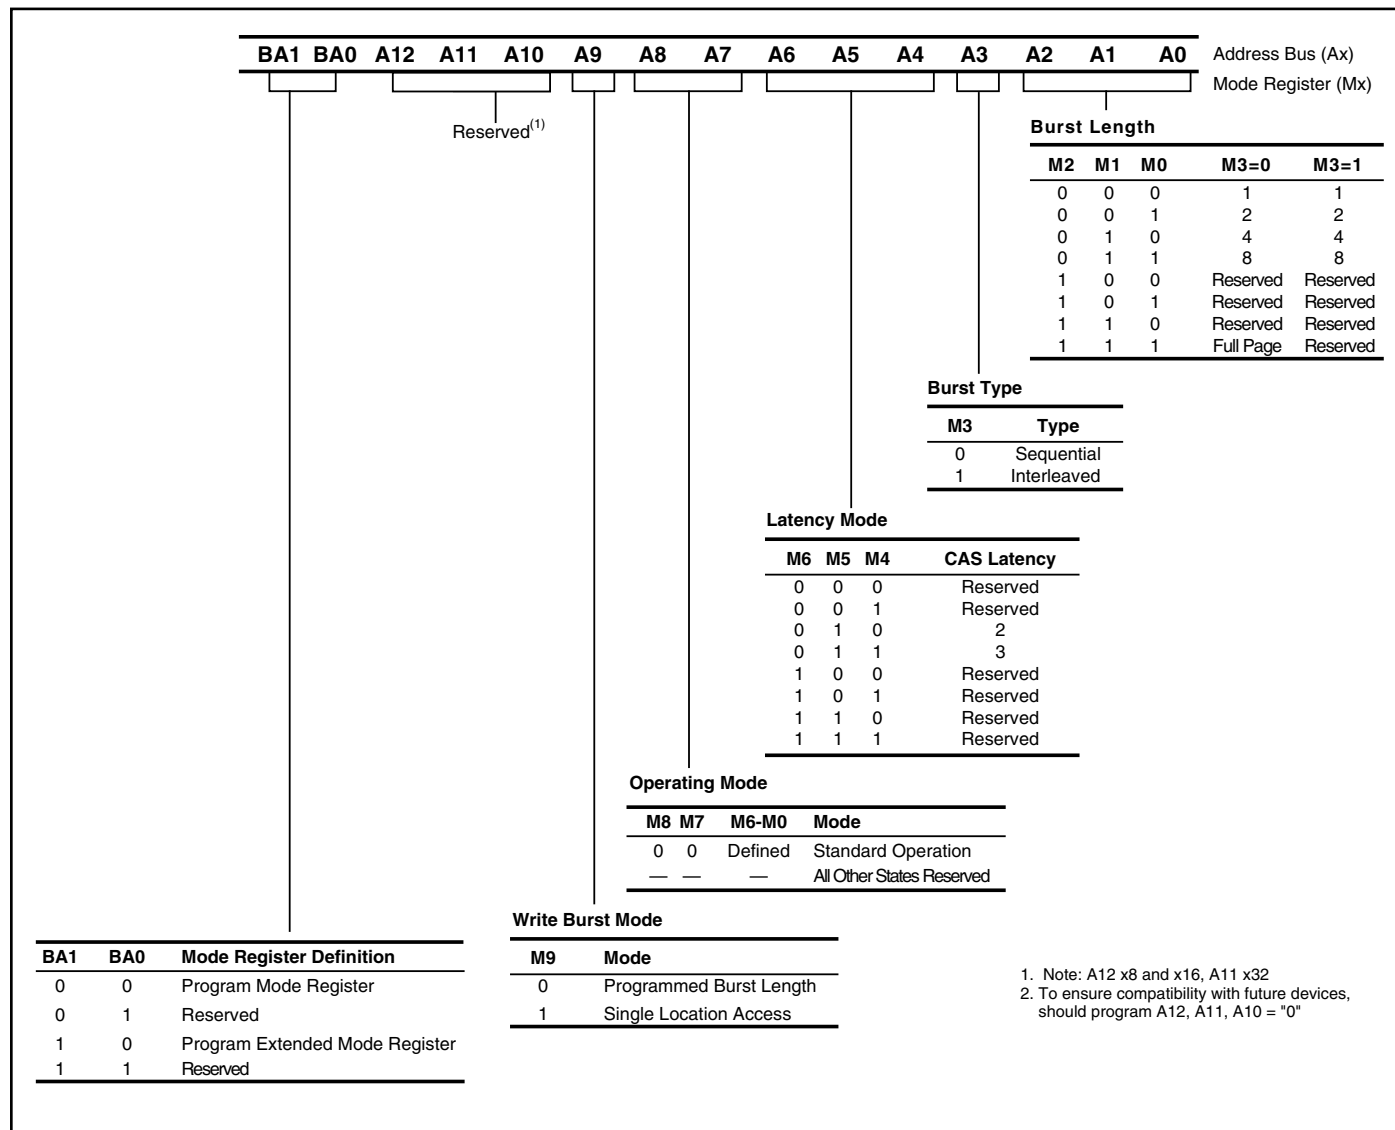 BA1 BA0 A12 A11 A10 A9 A8 A7 A6 A5 A4 A3 A2 A1 A0 Address Bus (Ax)
Mode Register (Mx)
Reserved(1)
Burst Length
M2 M1 M0 M3=0 M3=1
0 0 0 1 1
0 0 1 2 2
0 1 0 4 4
0 1 1 8 8
1 0 0 Reserved Reserved
1 0 1 Reserved Reserved
1 1 0 Reserved Reserved
1 1 1 Full Page Reserved
Burst Type
M3 Type
0 Sequential
1 Interleaved
Latency Mode
M6 M5 M4 CAS Latency
0 0 0 Reserved
0 0 1 Reserved
0 1 0 2
0 1 1 3
1 0 0 Reserved
1 0 1 Reserved
1 1 0 Reserved
1 1 1 Reserved
Operating Mode
M8 M7 M6-M0 Mode
0 0 Defined Standard Operation
— — — All Other States Reserved
Write Burst Mode
M9 Mode
0 Programmed Burst Length
1 Single Location Access
BA1 BA0 Mode Register Definition
0 0 Program Mode Register
0 1 Reserved
1 0 Program Extended Mode Register
1 1 Reserved
1. Note: A12 x8 and x16, A11 x32
2. To ensure compatibility with future devices,
should program A12, A11, A10 = "0"